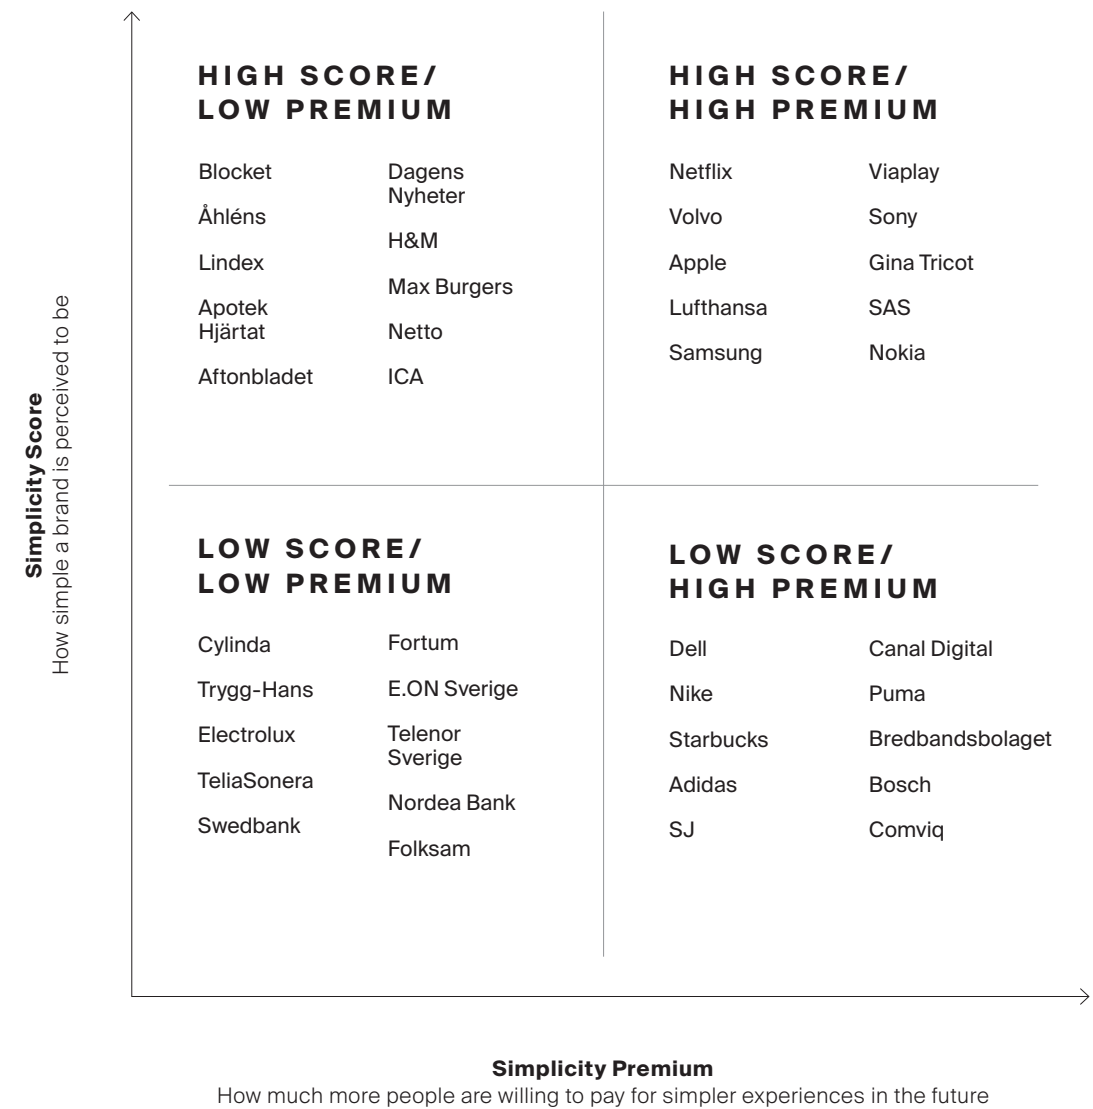 HIGH SCORE/
LOW PREMIUM
Blocket
Åhléns
Lindex
Apotek
Hjärtat
Aftonbladet
Dagens
Nyheter
H&M
Max Burgers
Netto
ICA
HIGH SCORE/
HIGH PREMIUM
Netflix
Volvo
Apple
Lufthansa
Samsung
Viaplay
Sony
Gina Tricot
SAS
Nokia
Simplicity Score
How simple a brand is perceived to be
LOW SCORE/
LOW PREMIUM
Cylinda
Trygg-Hans
Electrolux
TeliaSonera
Swedbank
Fortum
E.ON Sverige
Telenor
Sverige
Nordea Bank
Folksam
LOW SCORE/
HIGH PREMIUM
Dell
Nike
Starbucks
Adidas
SJ
Canal Digital
Puma
Bredbandsbolaget
Bosch
Comviq
Simplicity Premium
How much more people are willing to pay for simpler experiences in the future